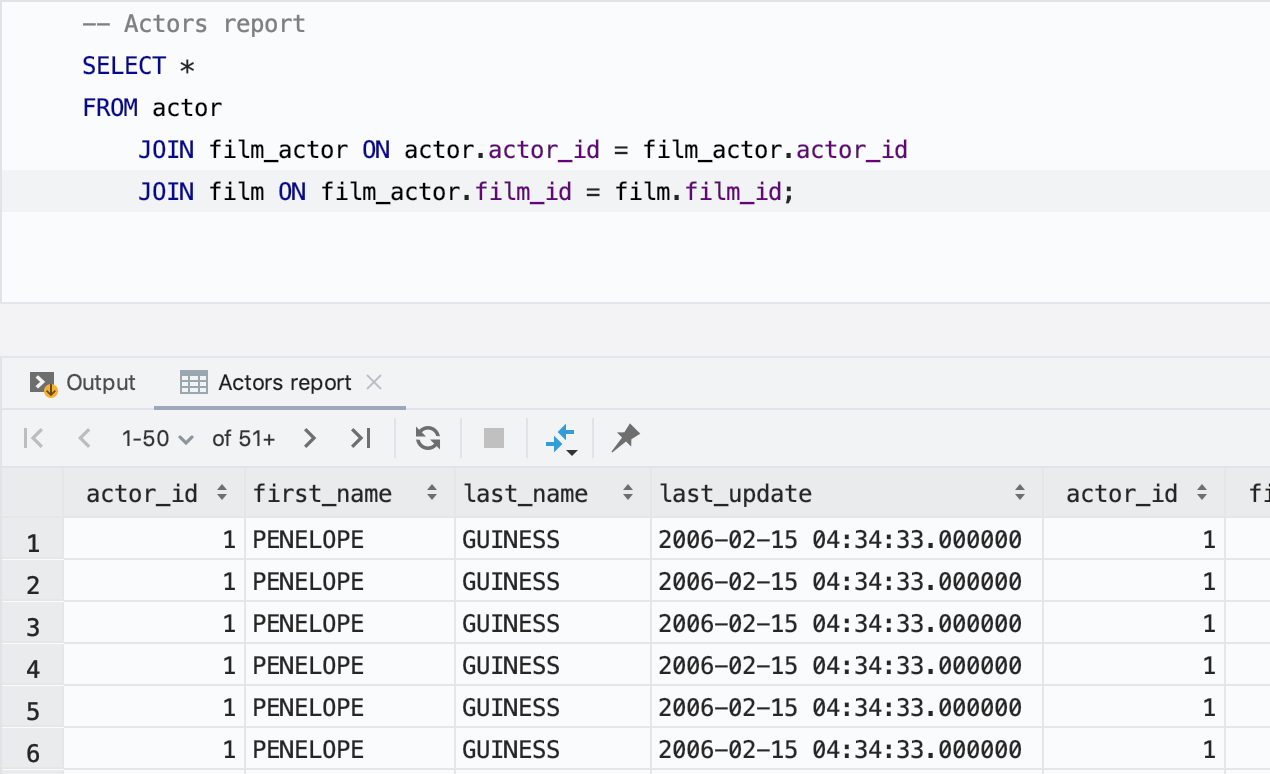 -- Actors report
SELECT *
FROM actor
JOIN film_actor ON actor.actor_id = film_actor.actor_id
JOIN film ON film_actor.film_id = film.film_id;
Output Actors report
1-50 of 51+
actor_id first_name last_name last_update actor_id
1 1 PENELOPE GUINESS 2006-02-15 04:34:33.000000 1
2 1 PENELOPE GUINESS 2006-02-15 04:34:33.000000 1
3 1 PENELOPE GUINESS 2006-02-15 04:34:33.000000 1
4 1 PENELOPE GUINESS 2006-02-15 04:34:33.000000 1
5 1 PENELOPE GUINESS 2006-02-15 04:34:33.000000 1
6 1 PENELOPE GUINESS 2006-02-15 04:34:33.000000 1